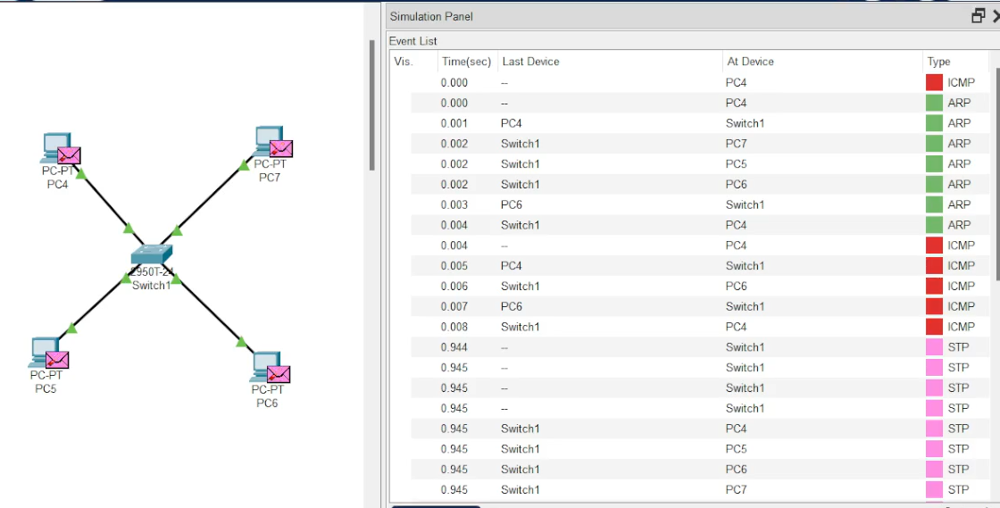 Simulation Panel
Event List
Vis. Time(sec) Last Device At Device Type
0.000 -- PC4 ICMP
0.000 -- PC4 ARP
0.001 PC4 Switch1 ARP
0.002 Switch1 PC7 ARP
0.002 Switch1 PC5 ARP
0.002 Switch1 PC6 ARP
0.003 PC6 Switch1 ARP
0.004 Switch1 PC4 ARP
0.004 -- PC4 ICMP
0.005 PC4 Switch1 ICMP
0.006 Switch1 PC6 ICMP
0.007 PC6 Switch1 ICMP
0.008 Switch1 PC4 ICMP
0.944 -- Switch1 STP
0.945 -- Switch1 STP
0.945 -- Switch1 STP
0.945 -- Switch1 STP
0.945 Switch1 PC4 STP
0.945 Switch1 PC5 STP
0.945 Switch1 PC6 STP
0.945 Switch1 PC7 STP
PC-PT
PC4
PC-PT
PC7
2950T-24
Switch1
PC-PT
PC5
PC-PT
PC6